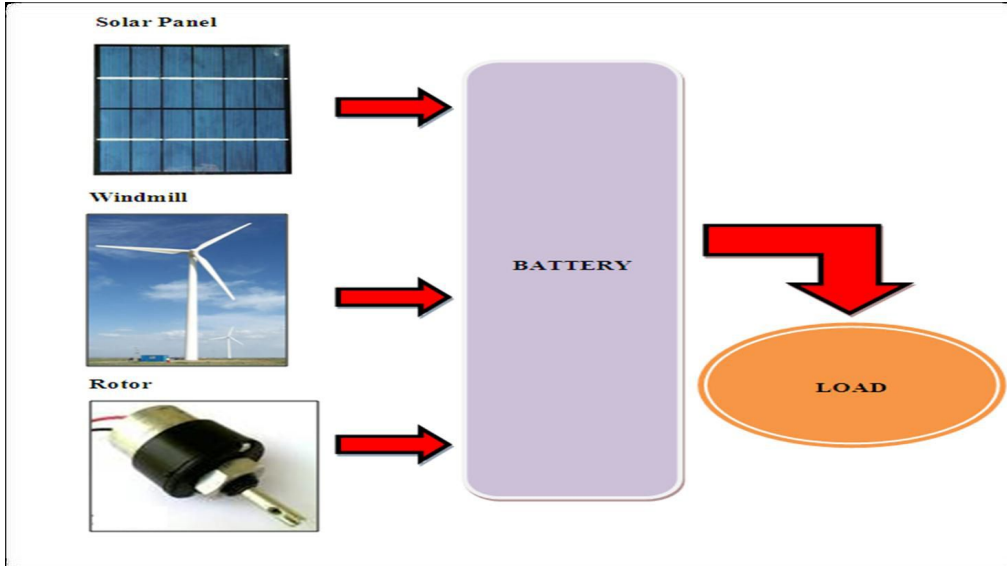 Solar Panel
Windmill
Rotor
BATTERY
LOAD